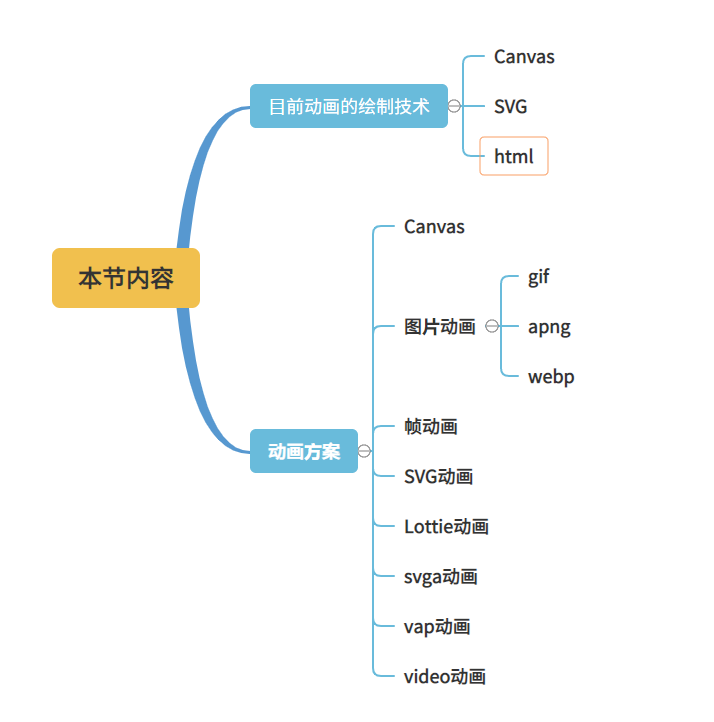 本节内容
目前动画的绘制技术
Canvas
SVG
html
动画方案
Canvas
图片动画
gif
apng
webp
帧动画
SVG动画
Lottie动画
svga动画
vap动画
video动画